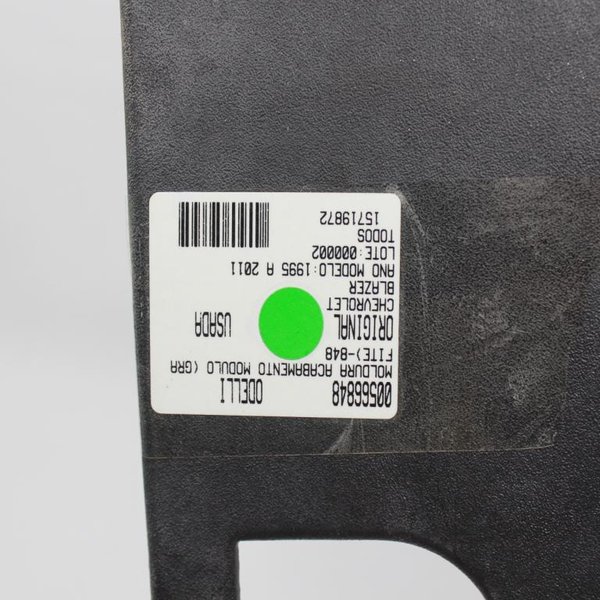 00566848 ODELLI
MOLDURA ACABAMENTO MODULO (GRA
FITE)-848
ORIGINAL USADA
CHEVROLET
BLAZER
ANO MODELO:1995 A 2011
LOTE:000002
TODOS
15719872